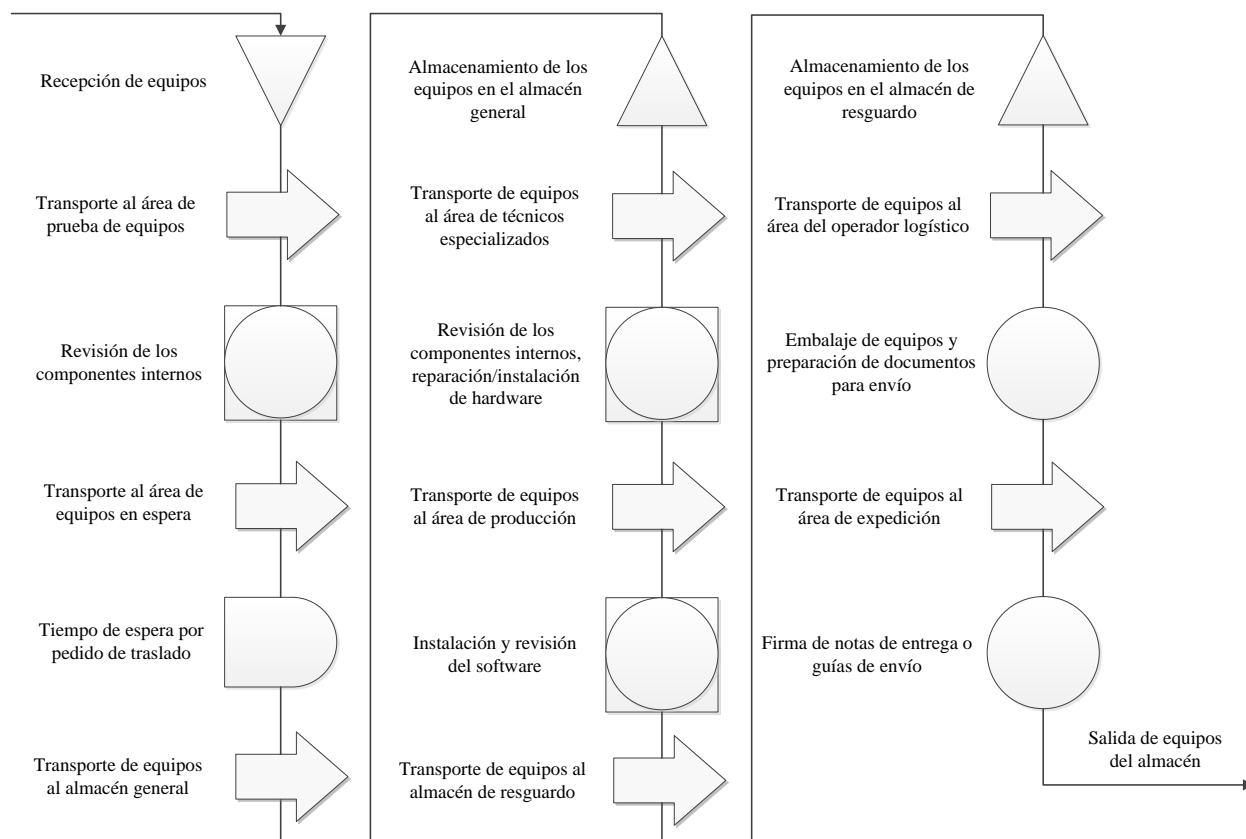 Recepción de equipos
Transporte al área de
prueba de equipos
Revisión de los
componentes internos
Transporte al área de
equipos en espera
Tiempo de espera por
pedido de traslado
Transporte de equipos
al almacén general
Almacenamiento de los
equipos en el almacén
general
Transporte de equipos
al área de técnicos
especializados
Revisión de los
componentes internos,
reparación/instalación
de hardware
Transporte de equipos
al área de producción
Instalación y revisión
del software
Transporte de equipos al
almacén de resguardo
Almacenamiento de los
equipos en el almacén de
resguardo
Transporte de equipos al
área del operador logístico
Embalaje de equipos y
preparación de documentos
para envío
Transporte de equipos al
área de expedición
Firma de notas de entrega o
guías de envío
Salida de equipos
del almacén